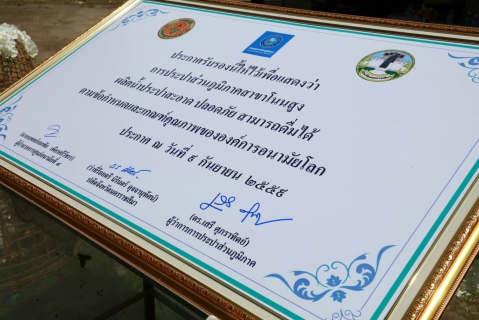 ประกาศรับรองนี้ให้ไว้เพื่อแสดงว่า
การประปาส่วนภูมิภาคสาขาโนนสูง
ผลิตน้ำประปาสะอาด ปลอดภัย สามารถดื่มได้
ตามข้อกำหนดและเกณฑ์คุณภาพขององค์การอนามัยโลก
ประกาศ ณ วันที่ ๕ กันยายน ๒๕๕๕
(ดร.เสรี ศุภราทิตย์)
ผู้ว่าการการประปาส่วนภูมิภาค